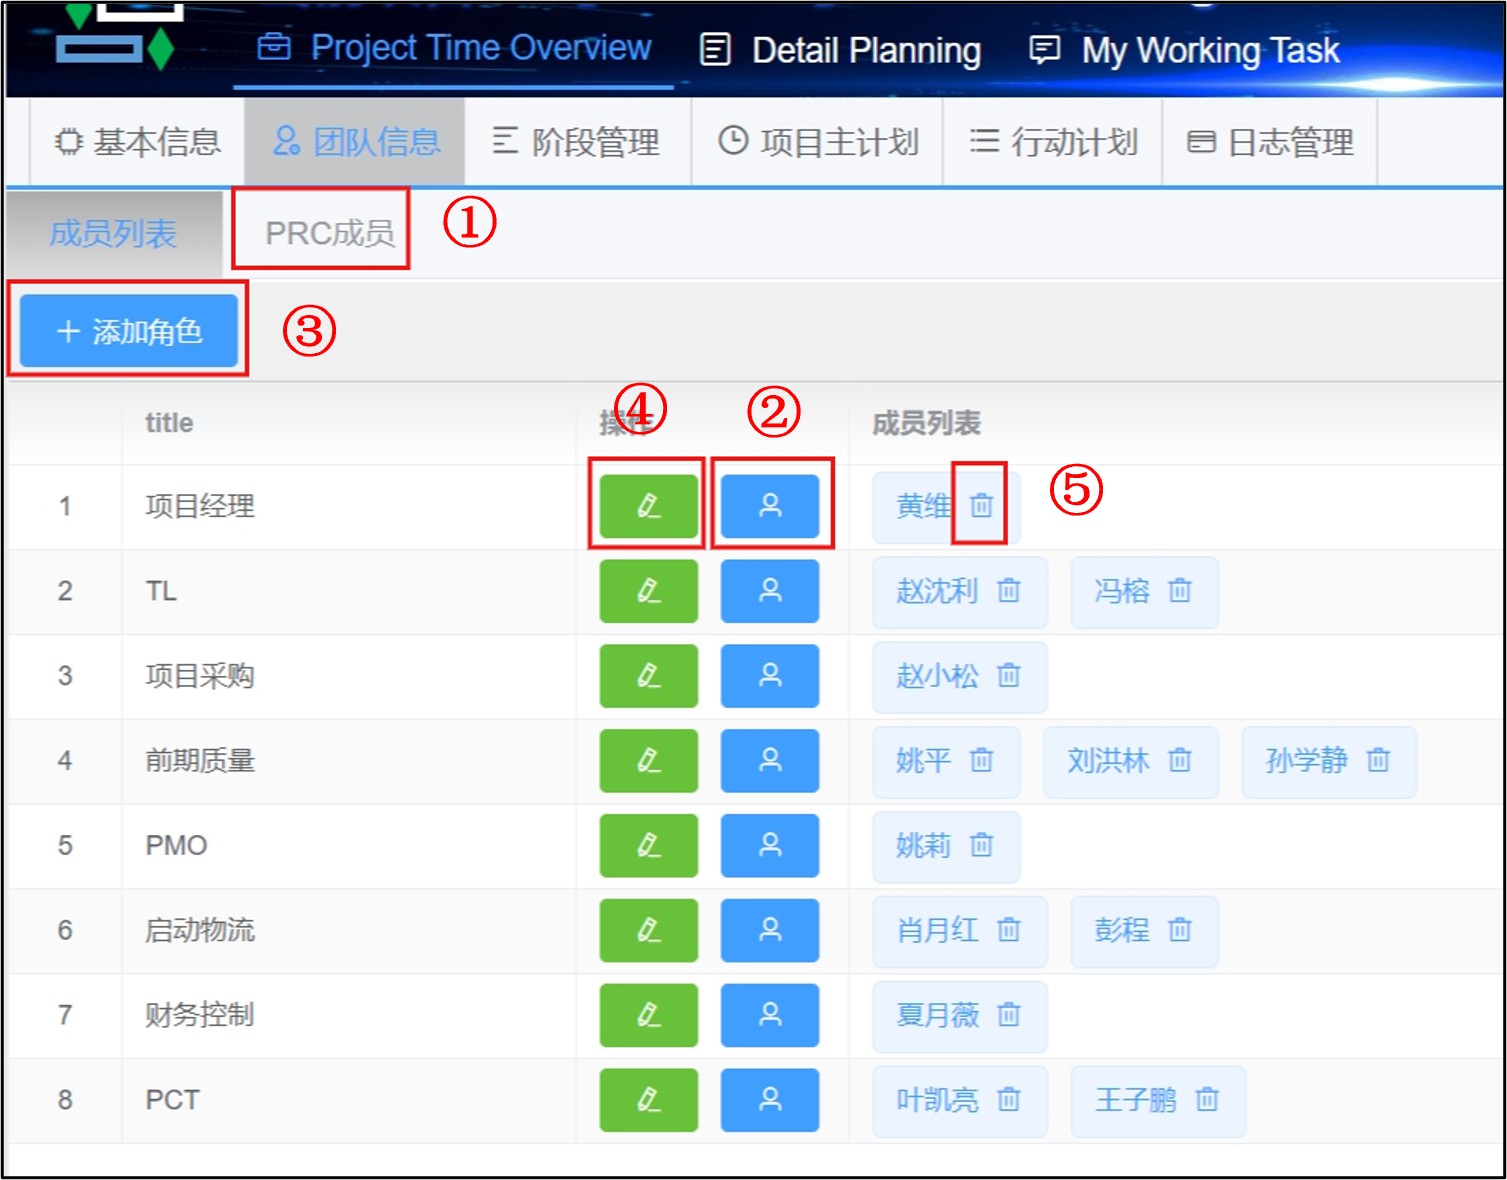 Project Time Overview Detail Planning My Working Task
基本信息 团队信息 阶段管理 项目主计划 行动计划 日志管理
成员列表 PRC成员 ①
+ 添加角色 ③
title 操作 ④ ② 成员列表
1 项目经理 黄维 ⑤
2 TL 赵沈利 冯榕
3 项目采购 赵小松
4 前期质量 姚平 刘洪林 孙学静
5 PMO 姚莉
6 启动物流 肖月红 彭程
7 财务控制 夏月薇
8 PCT 叶凯亮 王子鹏